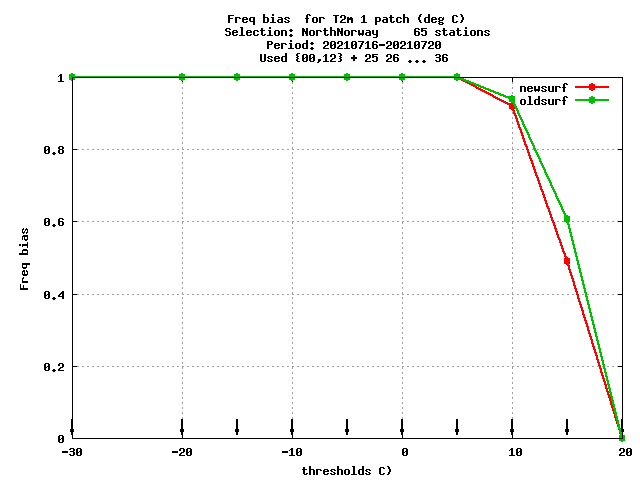 Freq bias  for T2m 1 patch (deg C)
Selection: NorthNorway     65 stations
Period: 20210716-20210720
Used {00,12} + 25 26 ... 36
newsurf
oldsurf
1
0.8
0.6
0.4
0.2
0
Freq bias
-30 -20 -10 0 10 20
thresholds C)